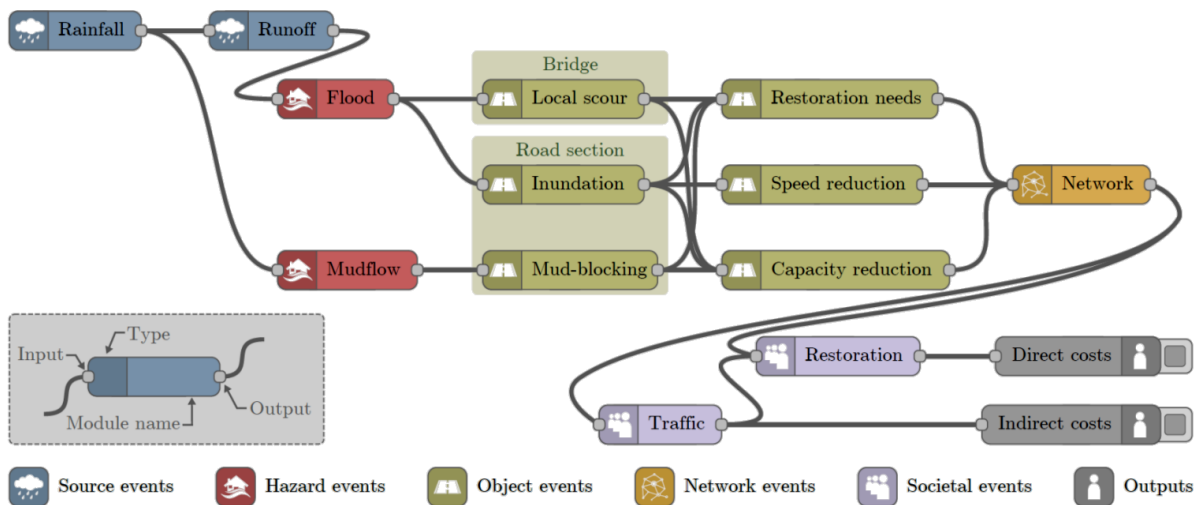 Rainfall
Runoff
Bridge
Flood
Local scour
Restoration needs
Road section
Inundation
Speed reduction
Network
Mudflow
Mud-blocking
Capacity reduction
Type
Input
Module name
Output
Restoration
Direct costs
Traffic
Indirect costs
Source events
Hazard events
Object events
Network events
Societal events
Outputs